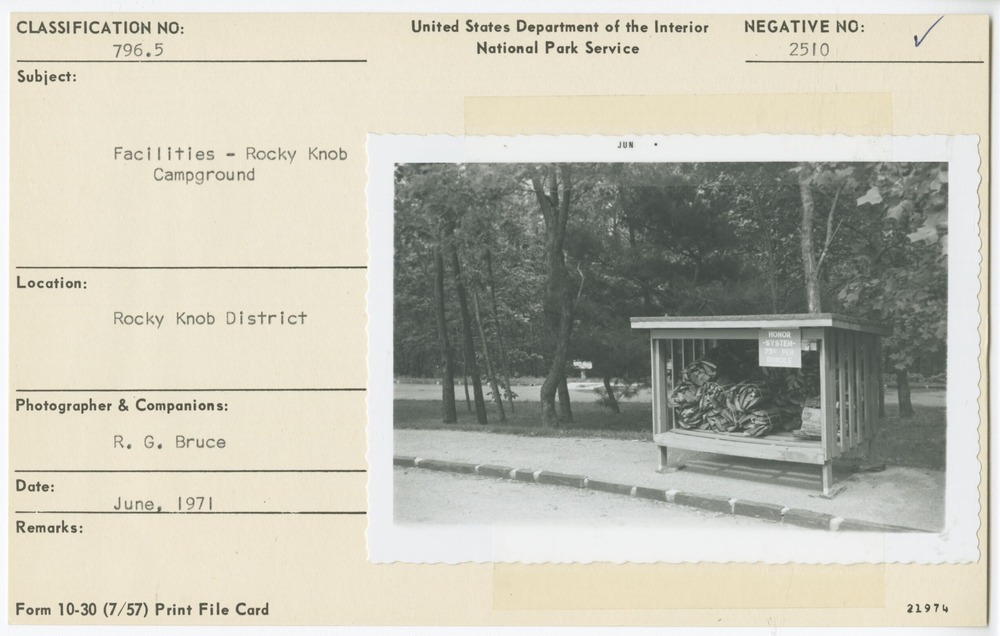 CLASSIFICATION NO:
796.5
United States Department of the Interior
National Park Service
NEGATIVE NO:
2510
Subject:
Facilities - Rocky Knob
Campground
Location:
Rocky Knob District
Photographer & Companions:
R. G. Bruce
Date:
June, 1971
Remarks:
Form 10-30 (7/57) Print File Card
JUN •
HONOR
-SYSTEM-
75¢ PER
BUNDLE
21974